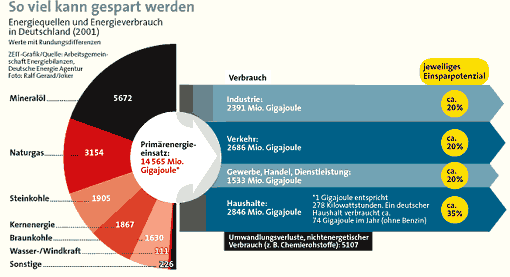 So viel kann gespart werden
Energiequellen und Energieverbrauch
in Deutschland (2001)
Werte mit Rundungsdifferenzen
ZEIT-Grafik/Quelle: Arbeitsgemein-
schaft Energiebilanzen,
Deutsche Energie Agentur
Foto: Ralf Gerard/Joker
Mineralöl
5672
Naturgas
3154
Steinkohle
1905
Kernenergie
1867
Braunkohle
1630
Wasser-/Windkraft
111
Sonstige
226
Primärenergie-
einsatz:
14 565 Mio.
Gigajoule*
Verbrauch
jeweiliges
Einsparpotenzial
Industrie:
2391 Mio. Gigajoule
ca.
20%
Verkehr:
2686 Mio. Gigajoule
ca.
20%
Gewerbe, Handel, Dienstleistung:
1533 Mio. Gigajoule
ca.
20%
Haushalte:
2846 Mio. Gigajoule
*1 Gigajoule entspricht
278 Kilowattstunden. Ein deutscher
Haushalt verbraucht ca.
74 Gigajoule im Jahr (ohne Benzin)
ca.
35%
Umwandlungsverluste, nichtenergetischer
Verbrauch (z. B. Chemierohstoffe): 5107